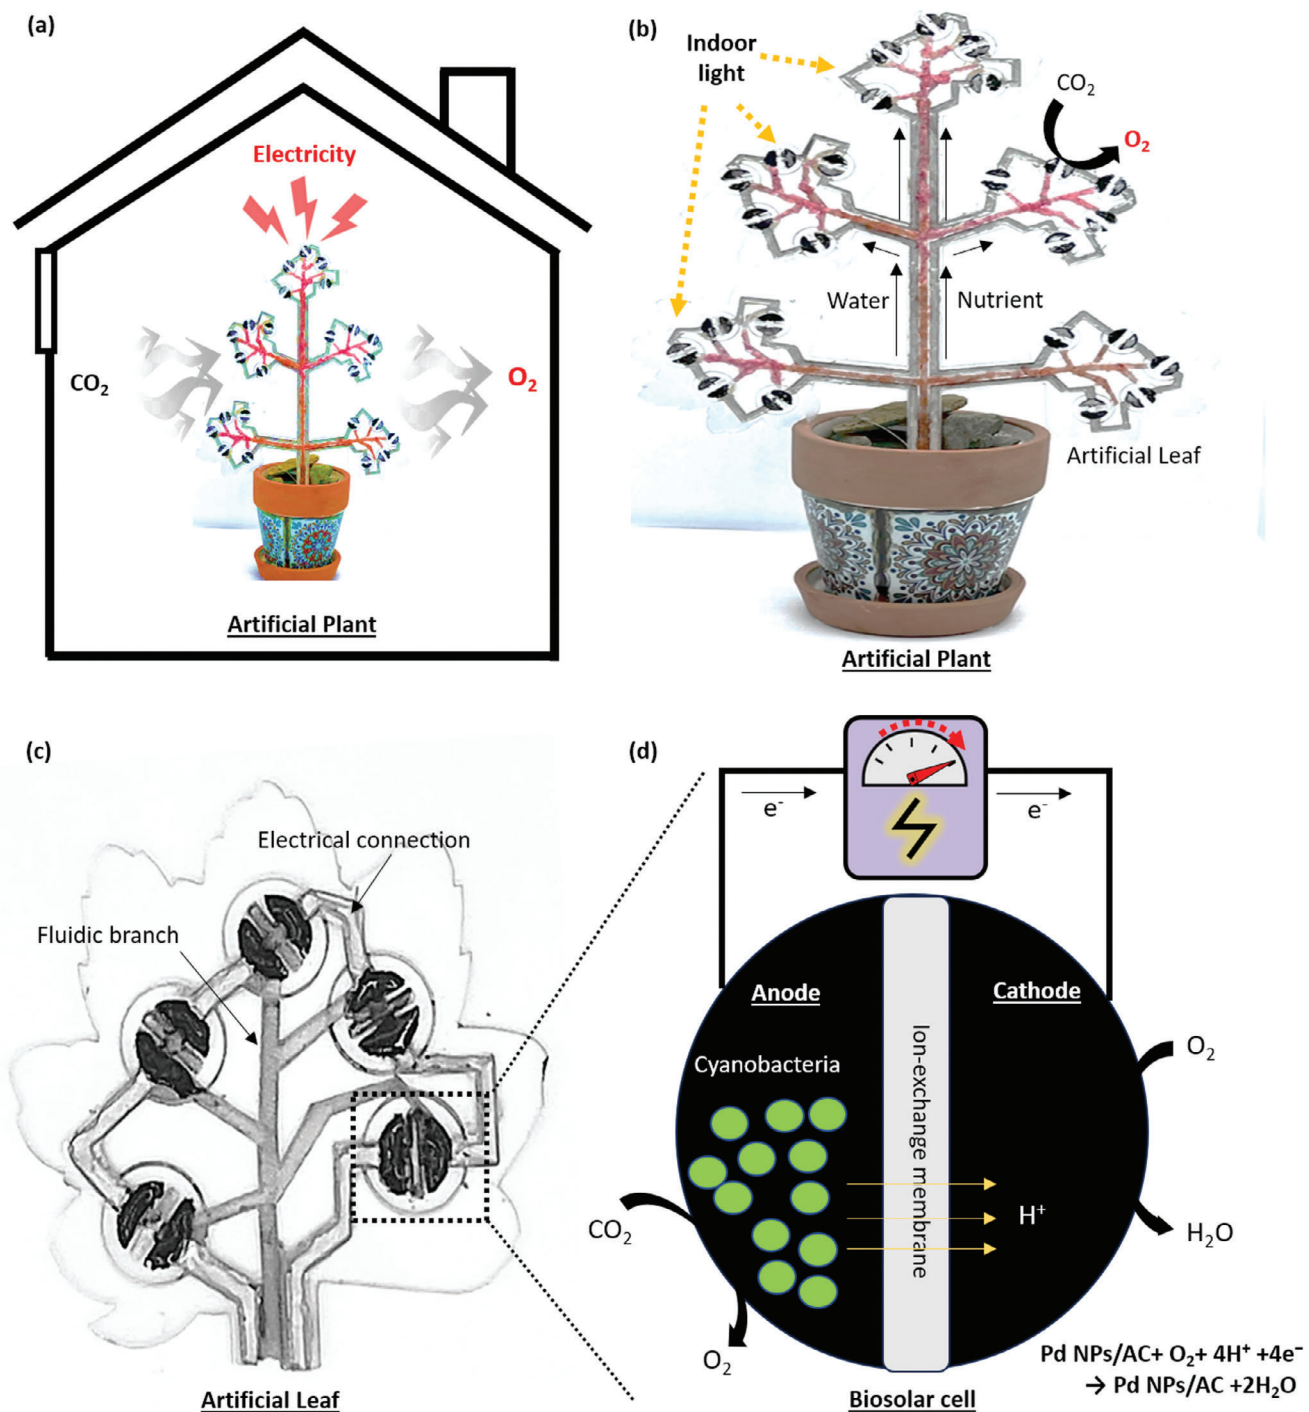 (a)
Electricity
CO₂
O₂
Artificial Plant
(b)
Indoor
light
CO₂
O₂
Water
Nutrient
Artificial Leaf
Artificial Plant
(c)
Electrical connection
Fluidic branch
Artificial Leaf
(d)
e⁻
e⁻
Anode
Cathode
Cyanobacteria
Ion-exchange membrane
O₂
H⁺
CO₂
H₂O
O₂
Pd NPs/AC+ O₂+ 4H⁺ +4e⁻
→ Pd NPs/AC +2H₂O
Biosolar cell